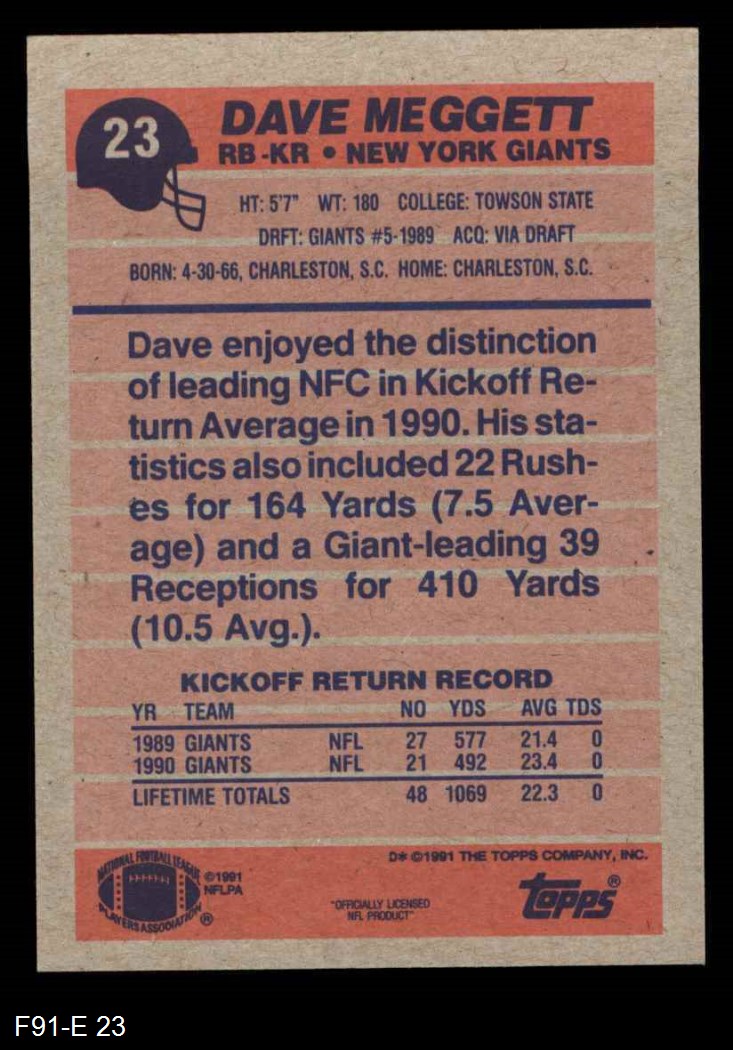 23
DAVE MEGGETT
RB-KR • NEW YORK GIANTS
HT: 5'7" WT: 180 COLLEGE: TOWSON STATE
DRFT: GIANTS #5-1989 ACQ: VIA DRAFT
BORN: 4-30-66, CHARLESTON, S.C. HOME: CHARLESTON, S.C.
Dave enjoyed the distinction
of leading NFC in Kickoff Re-
turn Average in 1990. His sta-
tistics also included 22 Rush-
es for 164 Yards (7.5 Aver-
age) and a Giant-leading 39
Receptions for 410 Yards
(10.5 Avg.).
KICKOFF RETURN RECORD
YR TEAM NO YDS AVG TDS
1989 GIANTS NFL 27 577 21.4 0
1990 GIANTS NFL 21 492 23.4 0
LIFETIME TOTALS 48 1069 22.3 0
D* ©1991 THE TOPPS COMPANY, INC.
NATIONAL FOOTBALL LEAGUE
PLAYERS ASSOCIATION ®
©1991
NFLPA
"OFFICIALLY LICENSED
NFL PRODUCT"
topps®
F91-E 23